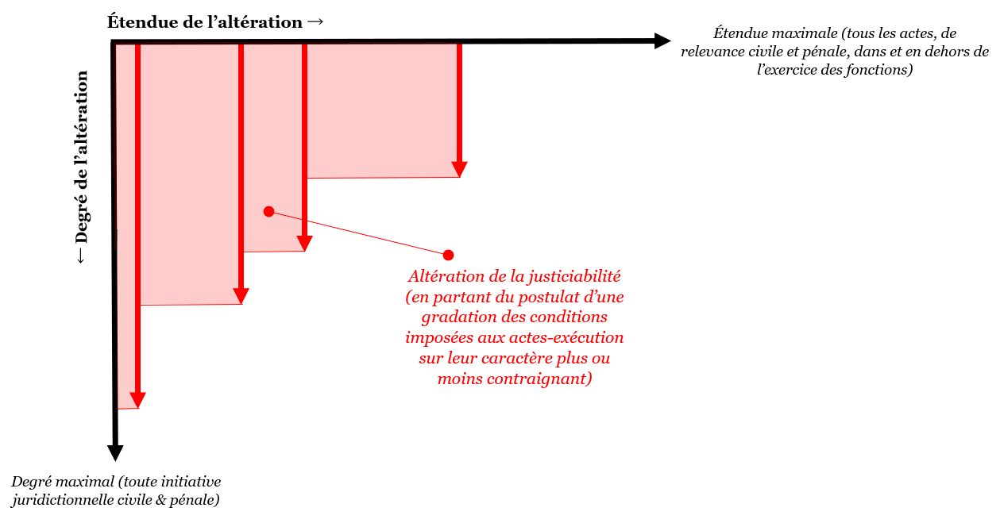 Étendue de l’altération →
Étendue maximale (tous les actes, de
relevance civile et pénale, dans et en dehors de
l’exercice des fonctions)
← Degré de l’altération
Altération de la justiciabilité
(en partant du postulat d’une
gradation des conditions
imposées aux actes-exécution
sur leur caractère plus ou
moins contraignant)
Degré maximal (toute initiative
juridictionnelle civile & pénale)